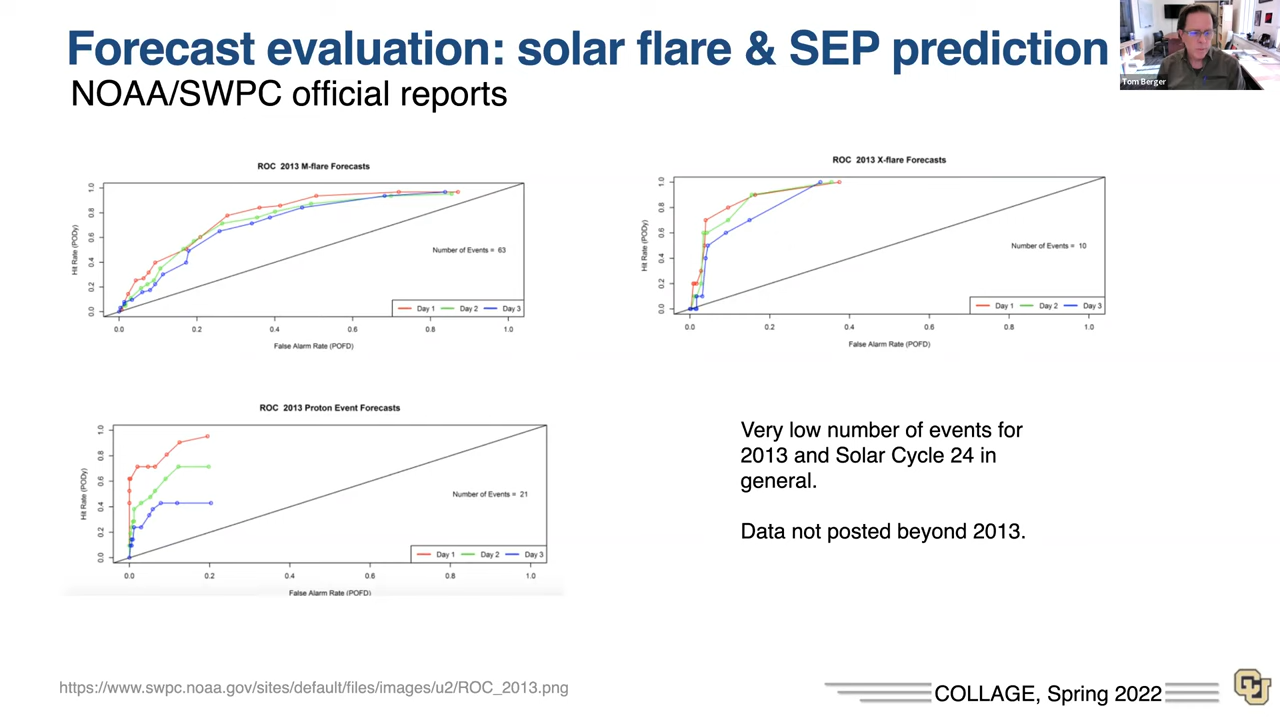 Forecast evaluation: solar flare & SEP prediction
NOAA/SWPC official reports
Tom Berger
ROC 2013 M-flare Forecasts
Hit Rate (PODy)
1.0
0.8
0.6
0.4
0.2
0.0
Number of Events = 63
Day 1 Day 2 Day 3
0.0 0.2 0.4 0.6 0.8 1.0
False Alarm Rate (POFD)
ROC 2013 X-flare Forecasts
Hit Rate (PODy)
1.0
0.8
0.6
0.4
0.2
0.0
Number of Events = 10
Day 1 Day 2 Day 3
0.0 0.2 0.4 0.6 0.8 1.0
False Alarm Rate (POFD)
ROC 2013 Proton Event Forecasts
Hit Rate (PODy)
1.0
0.8
0.6
0.4
0.2
0.0
Number of Events = 21
Day 1 Day 2 Day 3
0.0 0.2 0.4 0.6 0.8 1.0
False Alarm Rate (POFD)
Very low number of events for
2013 and Solar Cycle 24 in
general.
Data not posted beyond 2013.
https://www.swpc.noaa.gov/sites/default/files/images/u2/ROC_2013.png
COLLAGE, Spring 2022
CU